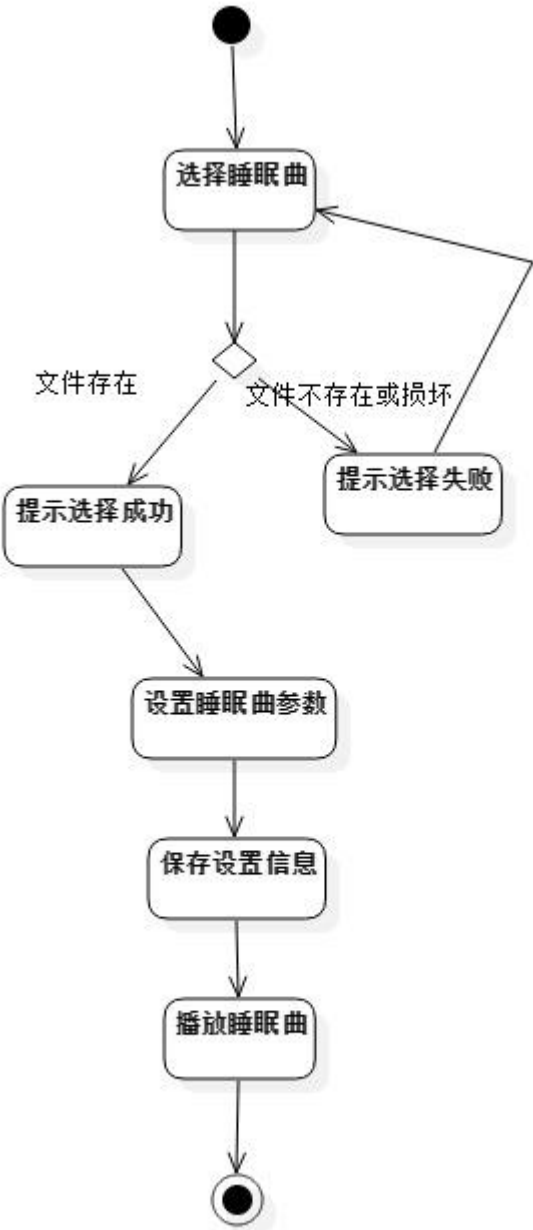 选择睡眠曲
文件存在
文件不存在或损坏
提示选择失败
提示选择成功
设置睡眠曲参数
保存设置信息
播放睡眠曲